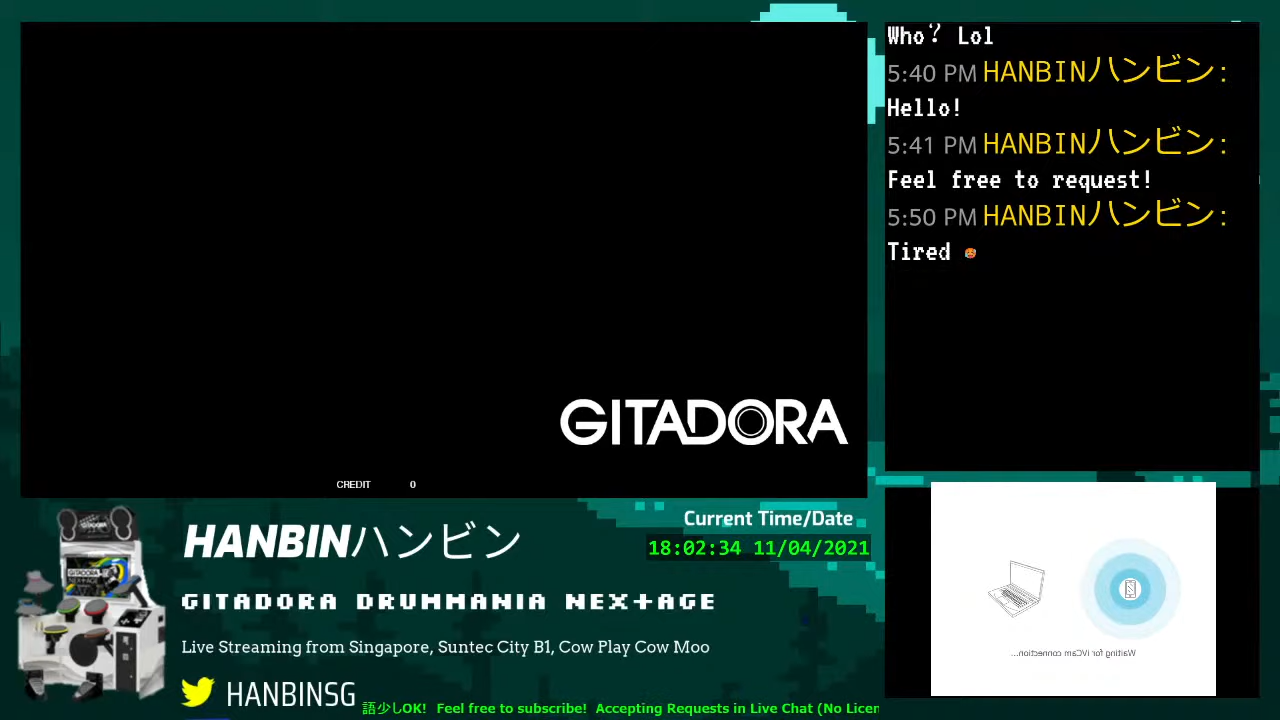 Who? Lol
5:40 PM HANBINハンビン:
Hello!
5:41 PM HANBINハンビン:
Feel free to request!
5:50 PM HANBINハンビン:
Tired
GITADORA
CREDIT 0
HANBINハンビン
Current Time/Date
18:02:34 11/04/2021
GITADORA DRUMMANIA NEX+AGE
Live Streaming from Singapore, Suntec City B1, Cow Play Cow Moo
HANBINSG
語少しOK! Feel free to subscribe! Accepting Requests in Live Chat (No Licen
Waiting for iVCam connection...